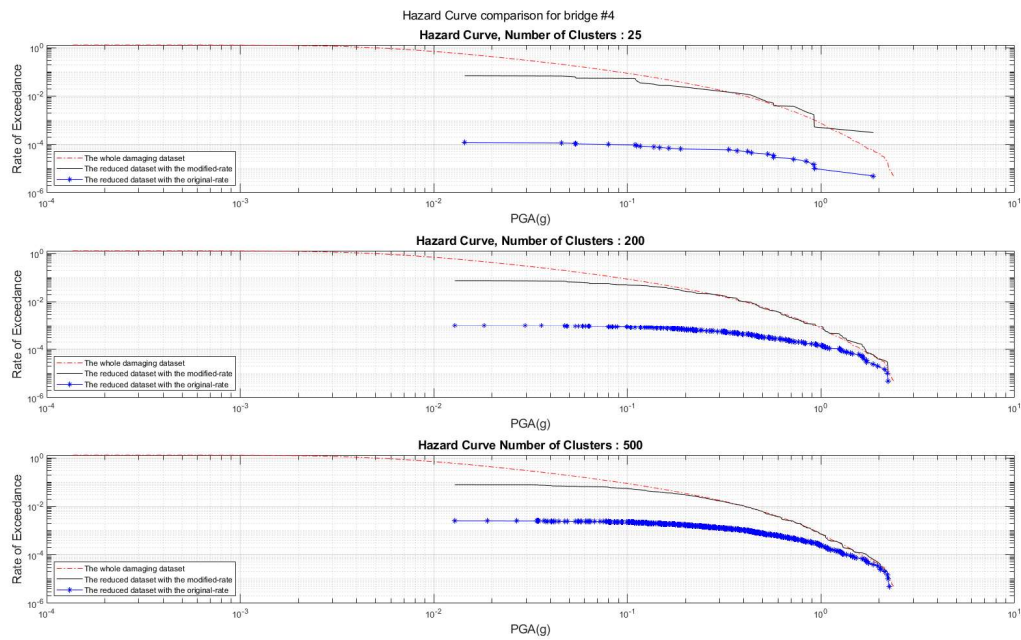 Hazard Curve comparison for bridge #4
Hazard Curve, Number of Clusters : 25
Rate of Exceedance
10^0
10^-2
10^-4
10^-6
The whole damaging dataset
The reduced dataset with the modified-rate
The reduced dataset with the original-rate
10^-4 10^-3 10^-2 10^-1 10^0 10^1
PGA(g)
Hazard Curve, Number of Clusters : 200
Rate of Exceedance
10^0
10^-2
10^-4
10^-6
The whole damaging dataset
The reduced dataset with the modified-rate
The reduced dataset with the original-rate
10^-4 10^-3 10^-2 10^-1 10^0 10^1
PGA(g)
Hazard Curve Number of Clusters : 500
Rate of Exceedance
10^0
10^-2
10^-4
10^-6
The whole damaging dataset
The reduced dataset with the modified-rate
The reduced dataset with the original-rate
10^-4 10^-3 10^-2 10^-1 10^0 10^1
PGA(g)